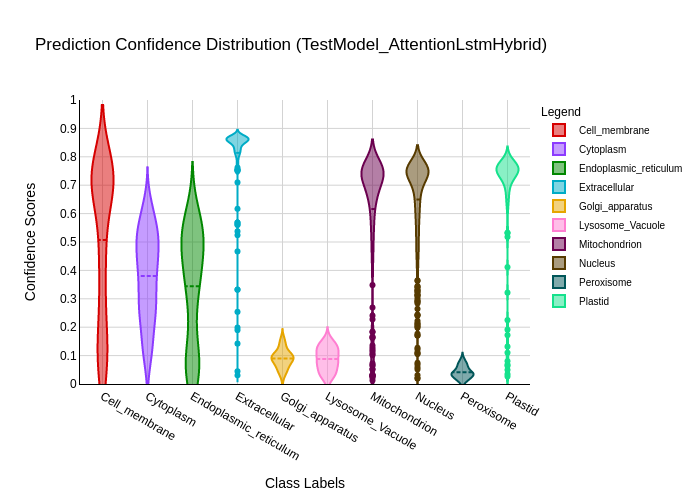 Prediction Confidence Distribution (TestModel_AttentionLstmHybrid)
Legend
Cell_membrane
Cytoplasm
Endoplasmic_reticulum
Extracellular
Golgi_apparatus
Lysosome_Vacuole
Mitochondrion
Nucleus
Peroxisome
Plastid
Confidence Scores
1
0.9
0.8
0.7
0.6
0.5
0.4
0.3
0.2
0.1
0
Cell_membrane
Cytoplasm
Endoplasmic_reticulum
Extracellular
Golgi_apparatus
Lysosome_Vacuole
Mitochondrion
Nucleus
Peroxisome
Plastid
Class Labels